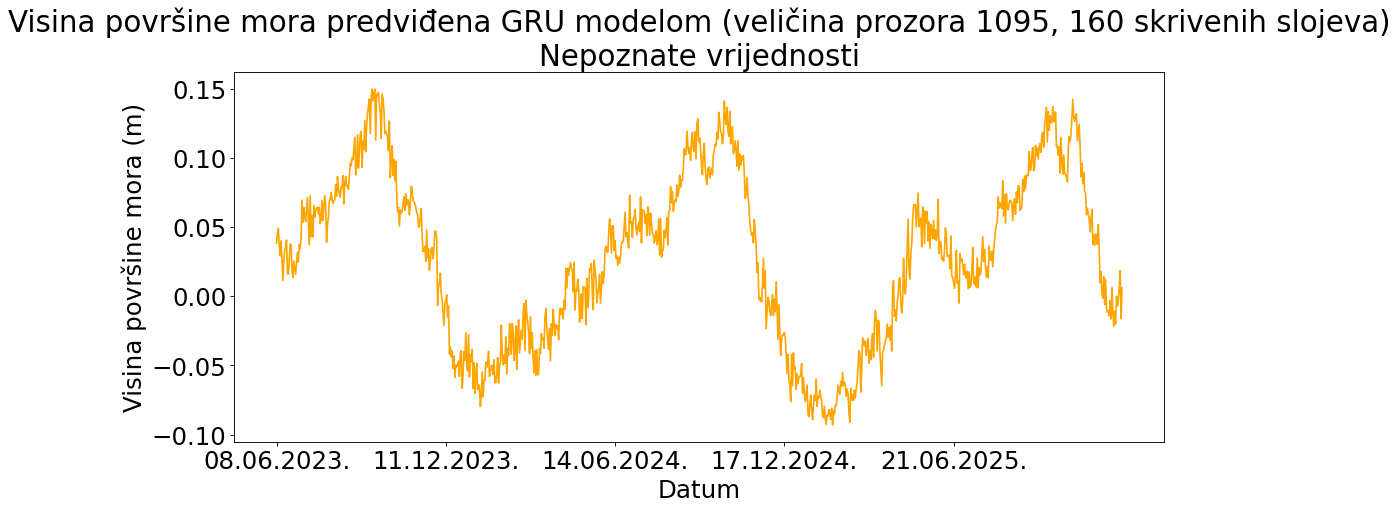 Visina površine mora predviđena GRU modelom (veličina prozora 1095, 160 skrivenih slojeva)
Nepoznate vrijednosti
Visina površine mora (m)
0.15
0.10
0.05
0.00
−0.05
−0.10
08.06.2023. 11.12.2023. 14.06.2024. 17.12.2024. 21.06.2025.
Datum